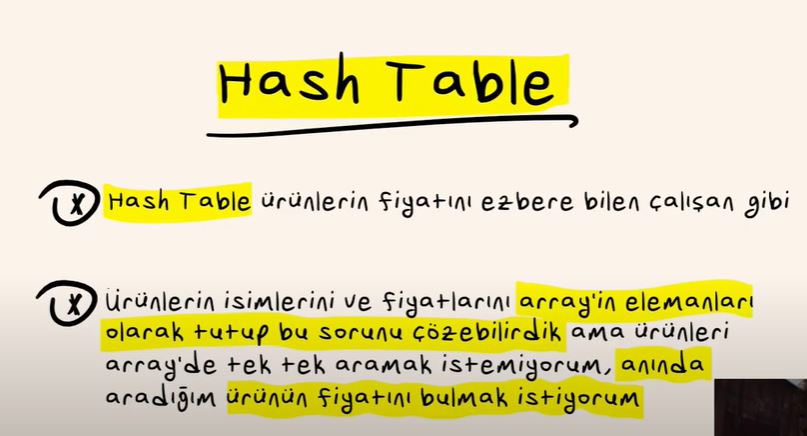 Hash Table
Hash Table ürünlerin fiyatını ezbere bilen çalışan gibi
Ürünlerin isimlerini ve fiyatlarını array'in elemanları
olarak tutup bu sorunu çözebilirdik ama ürünleri
array'de tek tek aramak istemiyorum, anında
aradığım ürünün fiyatını bulmak istiyorum